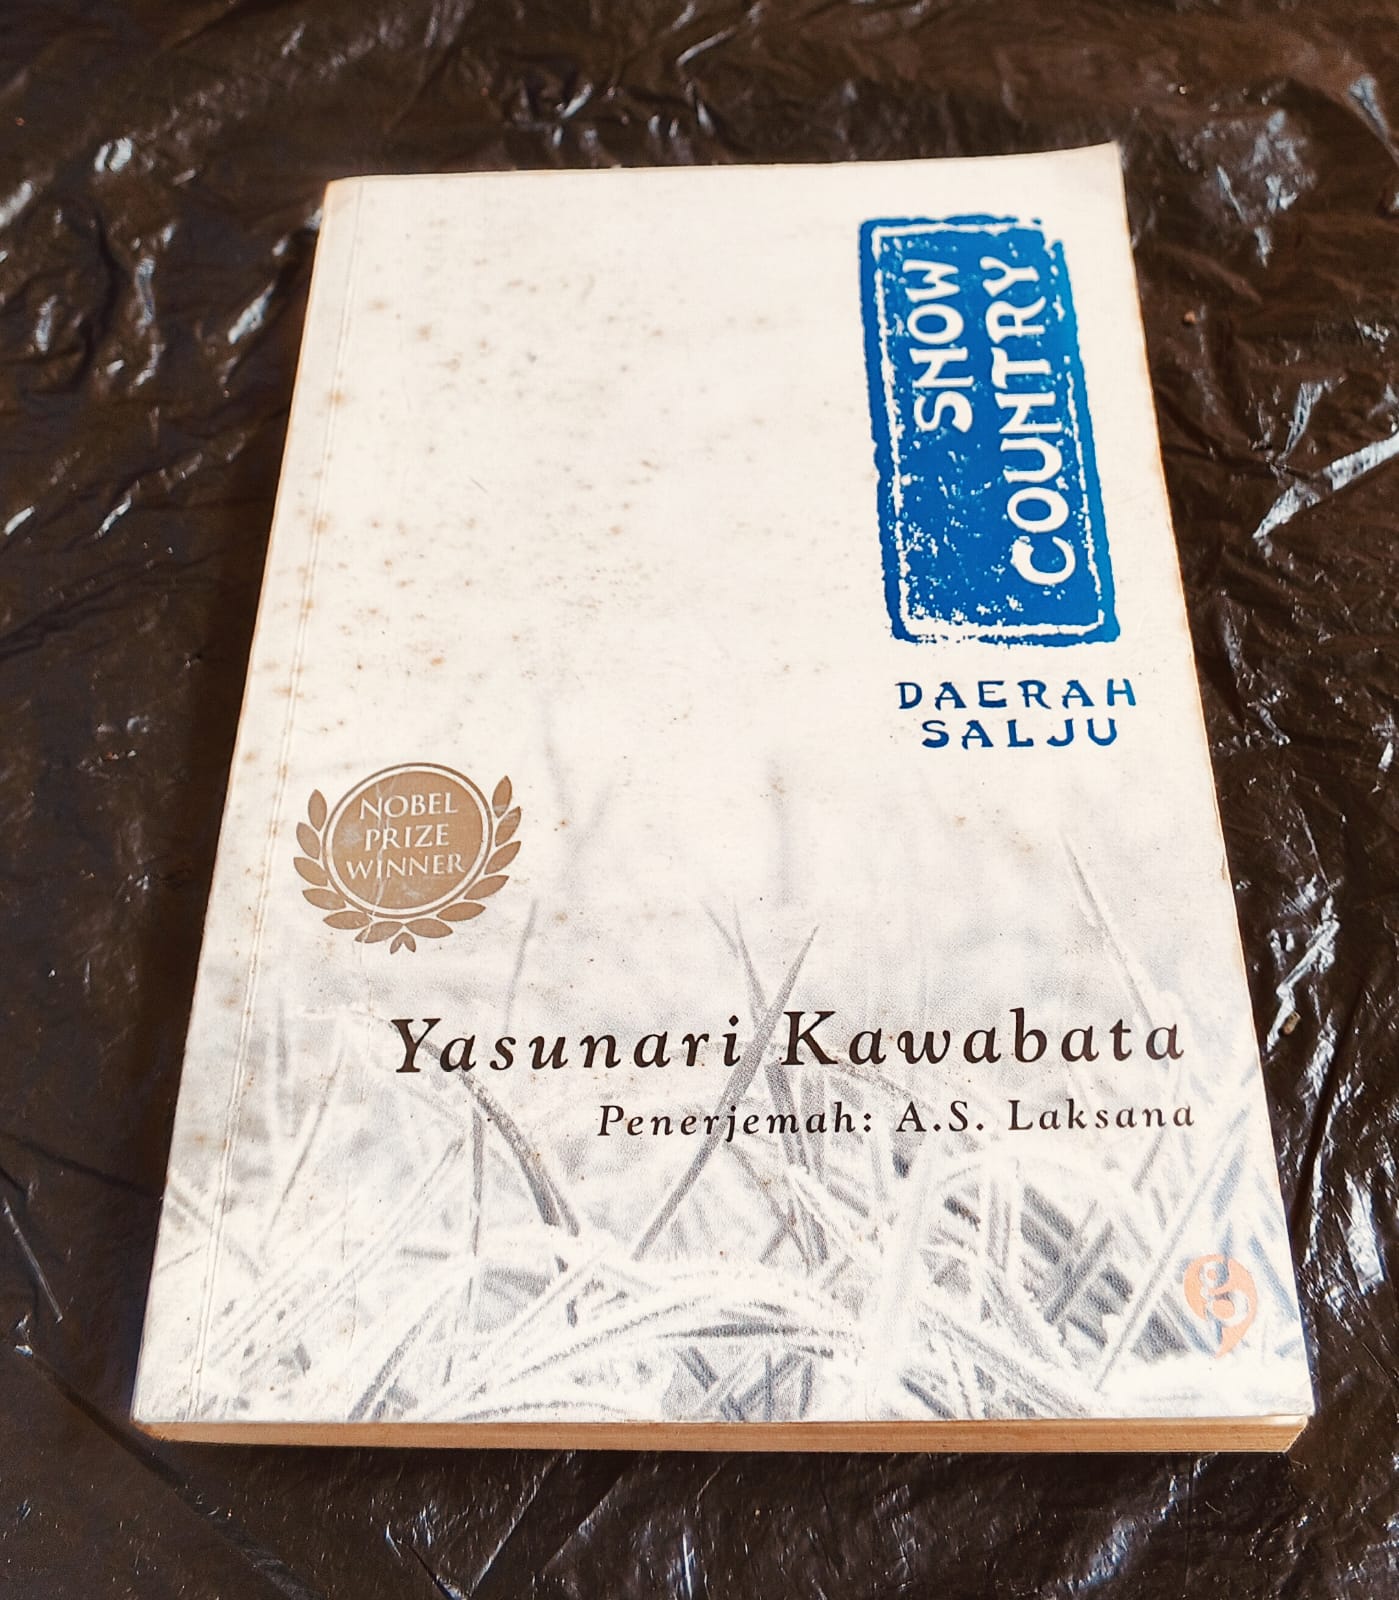 SNOW
COUNTRY
DAERAH
SALJU
NOBEL
PRIZE
WINNER
Yasunari Kawabata
Penerjemah: A.S. Laksana